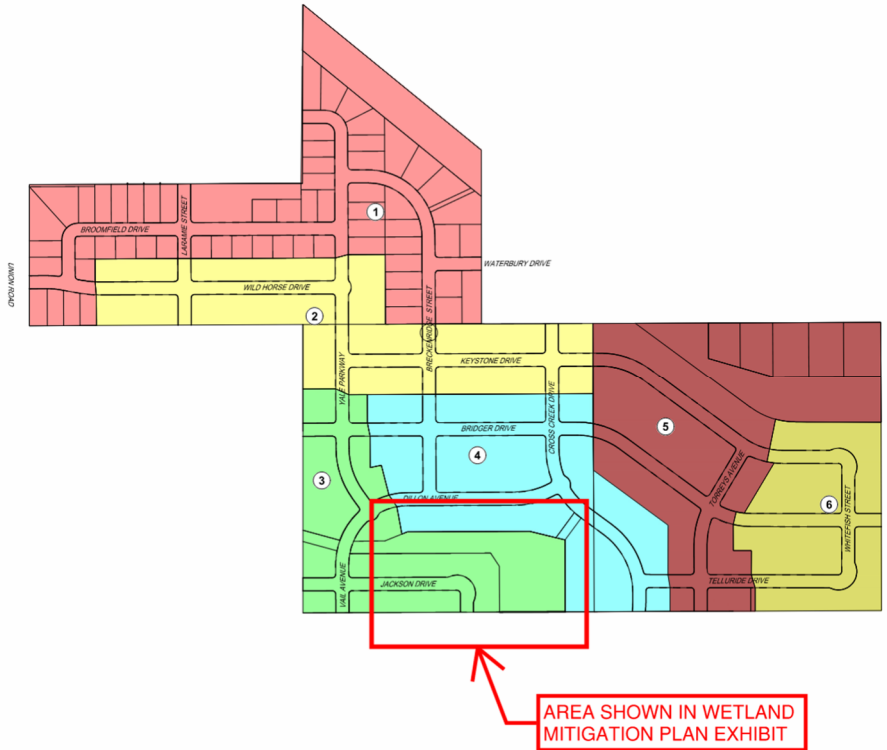 1
LARAMIE STREET
BROOMFIELD DRIVE
UNION ROAD
WATERBURY DRIVE
WILD HORSE DRIVE
2
BRECKENRIDGE STREET
YALE PARKWAY
KEYSTONE DRIVE
CROSS CREEK DRIVE
BRIDGER DRIVE
5
4
3
TORREYS AVENUE
6
DILLON AVENUE
WHITEFISH STREET
VAIL AVENUE
JACKSON DRIVE
TELLURIDE DRIVE
AREA SHOWN IN WETLAND
MITIGATION PLAN EXHIBIT